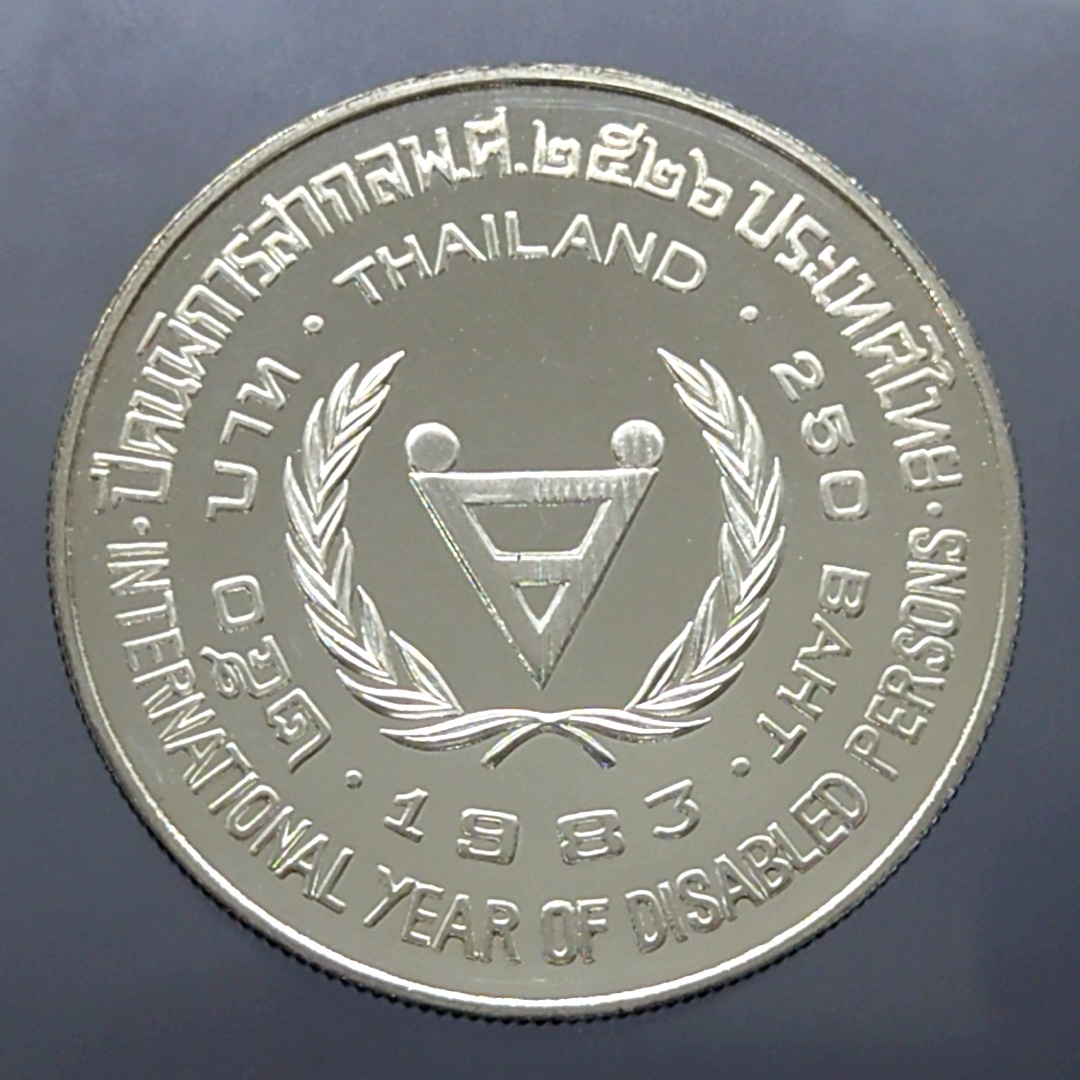 ปีคนพิการสากลพ.ศ.๒๕๒๖ ประเทศไทย
THAILAND
๒๕๐ บาท
250 BAHT
1983
INTERNATIONAL YEAR OF DISABLED PERSONS